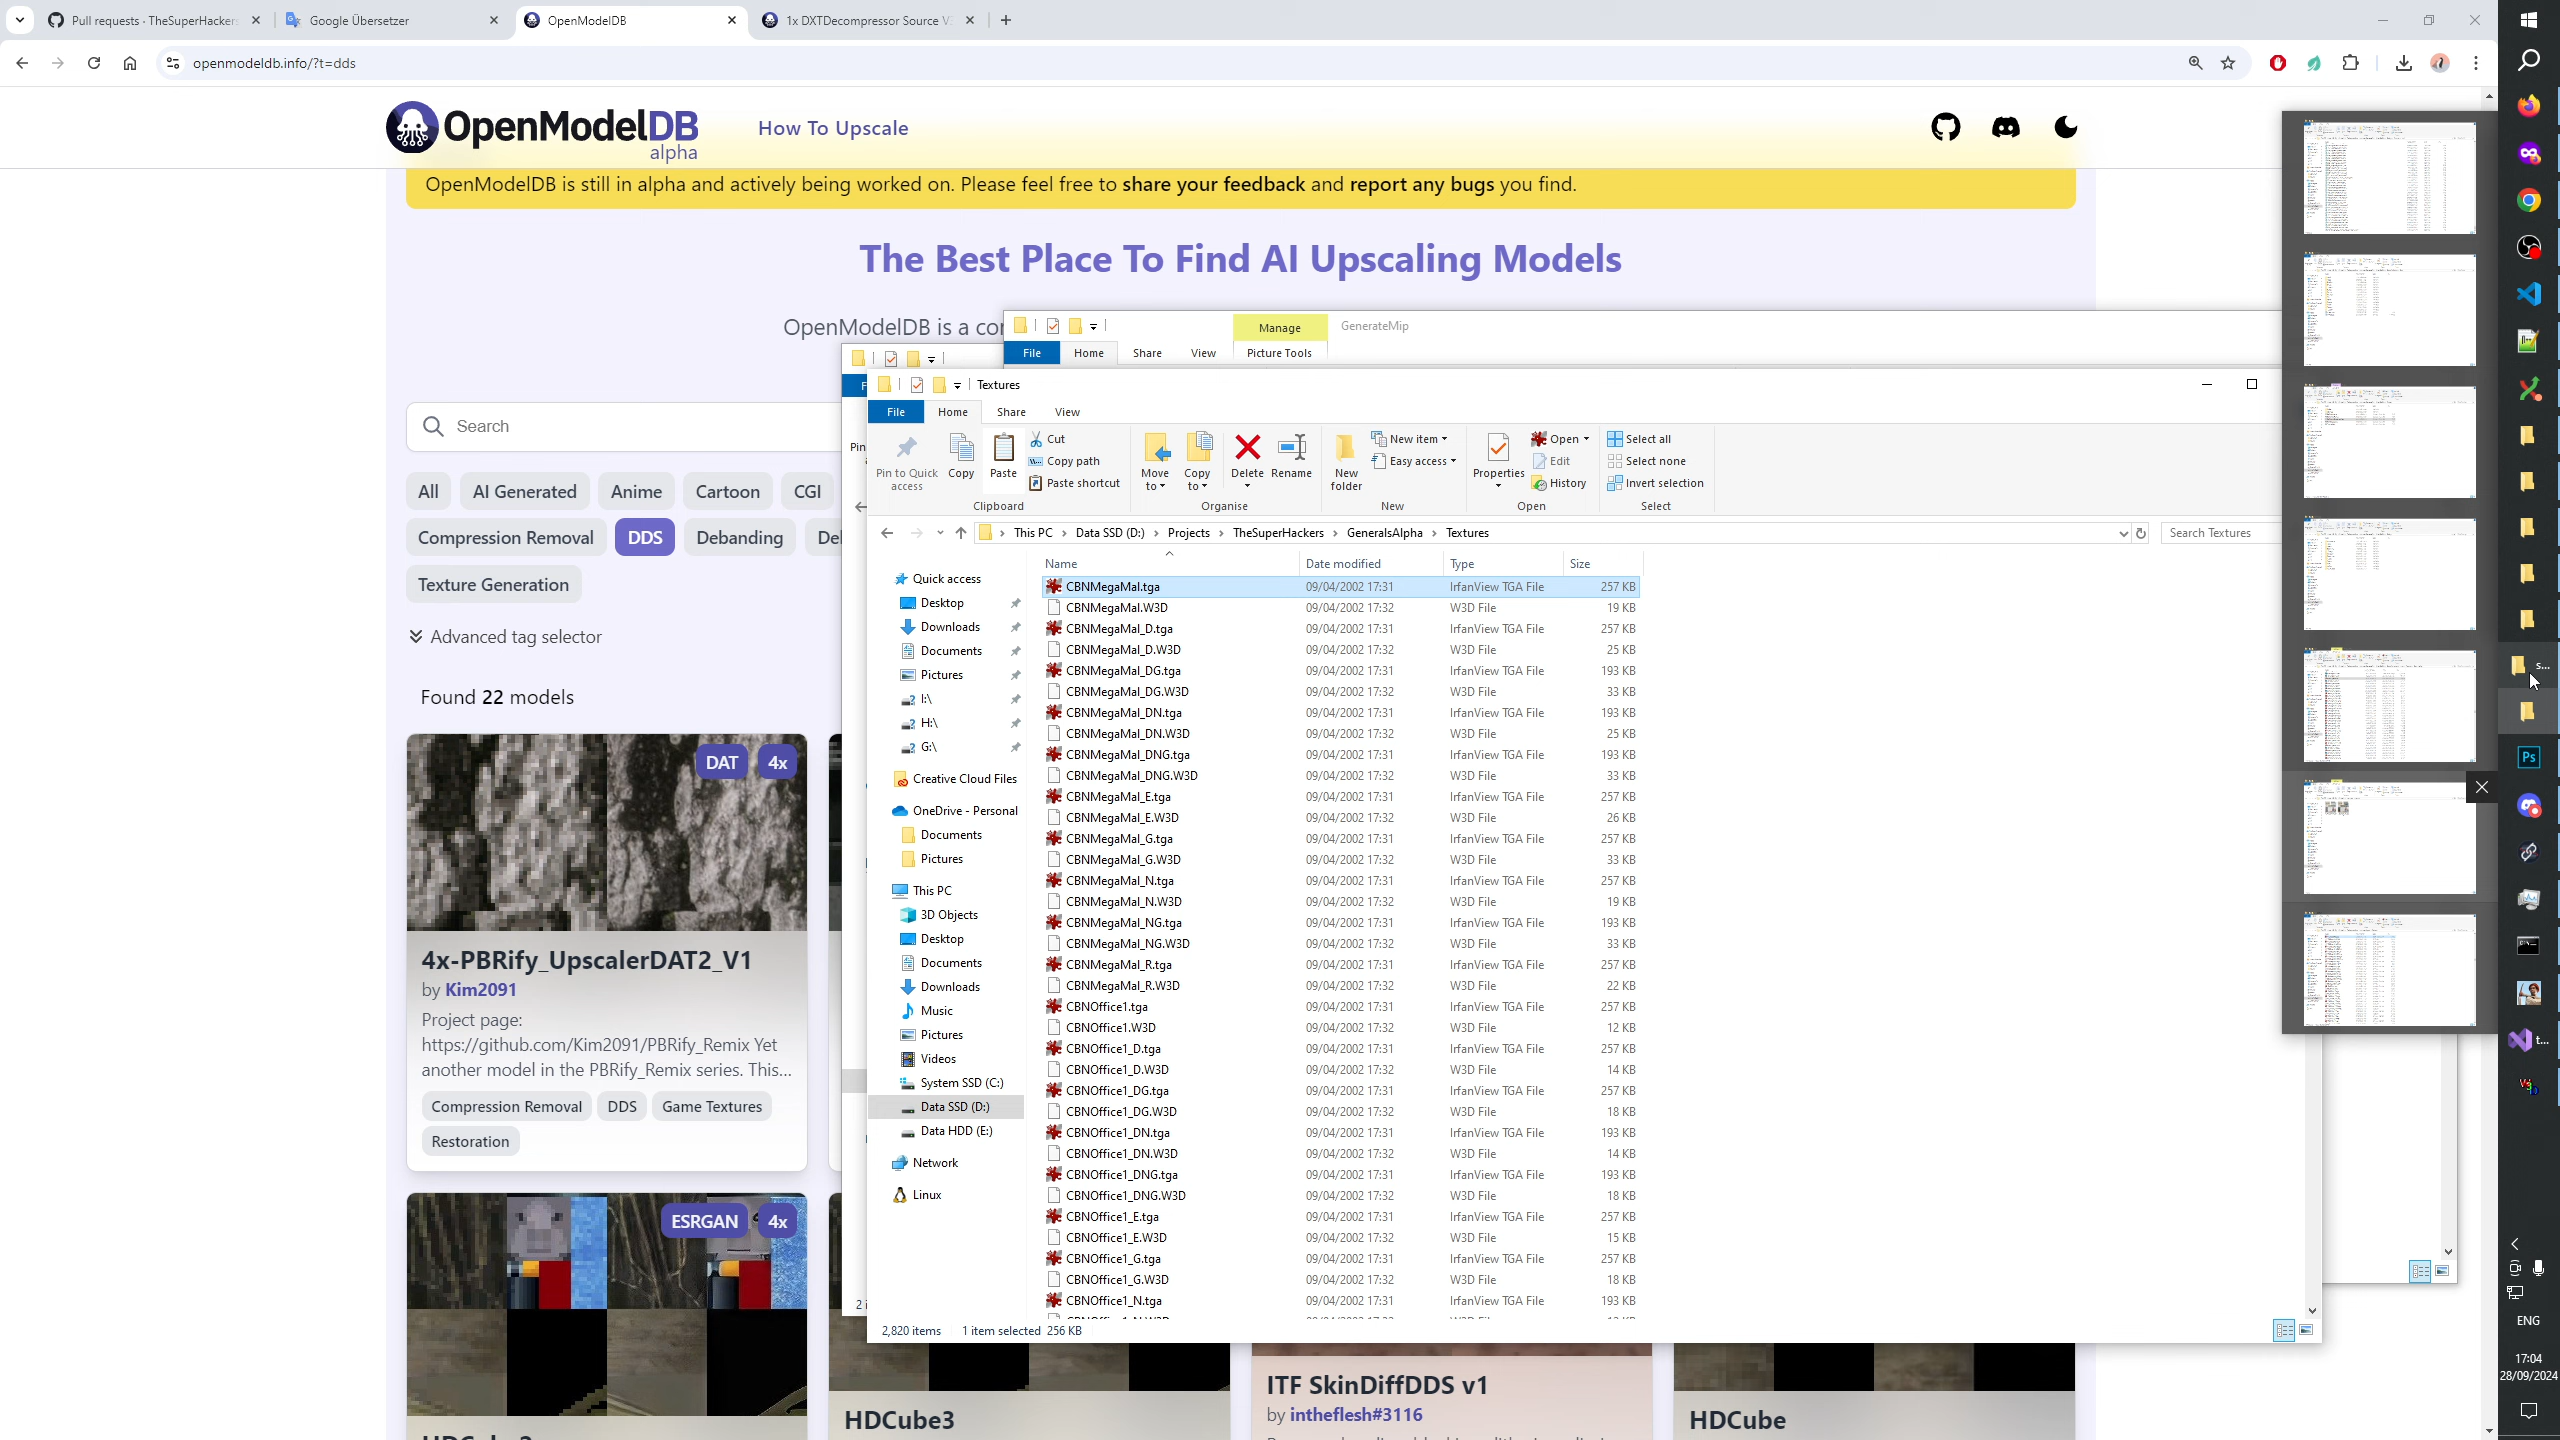 Pull requests · TheSuperHackers
Google Übersetzer
OpenModelDB
1x DXTDecompressor Source V
openmodeldb.info/?t=dds
OpenModelDB
alpha
How To Upscale
OpenModelDB is still in alpha and actively being worked on. Please feel free to share your feedback and report any bugs you find.
The Best Place To Find AI Upscaling Models
OpenModelDB is a co
Search
All
AI Generated
Anime
Cartoon
CGI
Compression Removal
DDS
Debanding
De
Texture Generation
Advanced tag selector
Found 22 models
DAT
4x
4x-PBRify_UpscalerDAT2_V1
by Kim2091
Project page:
https://github.com/Kim2091/PBRify_Remix Yet
another model in the PBRify_Remix series. This...
Compression Removal
DDS
Game Textures
Restoration
ESRGAN
4x
HDCube3
ITF SkinDiffDDS v1
by intheflesh#3116
HDCube
Manage
GenerateMip
File
Home
Share
View
Picture Tools
Textures
File
Home
Share
View
Pin to Quick access
Copy
Paste
Cut
Copy path
Paste shortcut
Clipboard
Move to
Copy to
Delete
Rename
Organise
New folder
New item
Easy access
New
Properties
Open
Edit
History
Open
Select all
Select none
Invert selection
Select
This PC
Data SSD (D:)
Projects
TheSuperHackers
GeneralsAlpha
Textures
Search Textures
Quick access
Desktop
Downloads
Documents
Pictures
I:\
H:\
G:\
Creative Cloud Files
OneDrive - Personal
Documents
Pictures
This PC
3D Objects
Desktop
Documents
Downloads
Music
Pictures
Videos
System SSD (C:)
Data SSD (D:)
Data HDD (E:)
Network
Linux
Name Date modified Type Size
CBNMegaMal.tga 09/04/2002 17:31 IrfanView TGA File 257 KB
CBNMegaMal.W3D 09/04/2002 17:32 W3D File 19 KB
CBNMegaMal_D.tga 09/04/2002 17:31 IrfanView TGA File 257 KB
CBNMegaMal_D.W3D 09/04/2002 17:32 W3D File 25 KB
CBNMegaMal_DG.tga 09/04/2002 17:31 IrfanView TGA File 193 KB
CBNMegaMal_DG.W3D 09/04/2002 17:32 W3D File 33 KB
CBNMegaMal_DN.tga 09/04/2002 17:31 IrfanView TGA File 193 KB
CBNMegaMal_DN.W3D 09/04/2002 17:32 W3D File 25 KB
CBNMegaMal_DNG.tga 09/04/2002 17:31 IrfanView TGA File 193 KB
CBNMegaMal_DNG.W3D 09/04/2002 17:32 W3D File 33 KB
CBNMegaMal_E.tga 09/04/2002 17:31 IrfanView TGA File 257 KB
CBNMegaMal_E.W3D 09/04/2002 17:32 W3D File 26 KB
CBNMegaMal_G.tga 09/04/2002 17:31 IrfanView TGA File 257 KB
CBNMegaMal_G.W3D 09/04/2002 17:32 W3D File 33 KB
CBNMegaMal_N.tga 09/04/2002 17:31 IrfanView TGA File 257 KB
CBNMegaMal_N.W3D 09/04/2002 17:32 W3D File 19 KB
CBNMegaMal_NG.tga 09/04/2002 17:31 IrfanView TGA File 193 KB
CBNMegaMal_NG.W3D 09/04/2002 17:32 W3D File 33 KB
CBNMegaMal_R.tga 09/04/2002 17:31 IrfanView TGA File 257 KB
CBNMegaMal_R.W3D 09/04/2002 17:32 W3D File 22 KB
CBNOffice1.tga 09/04/2002 17:31 IrfanView TGA File 257 KB
CBNOffice1.W3D 09/04/2002 17:32 W3D File 12 KB
CBNOffice1_D.tga 09/04/2002 17:31 IrfanView TGA File 257 KB
CBNOffice1_D.W3D 09/04/2002 17:32 W3D File 14 KB
CBNOffice1_DG.tga 09/04/2002 17:31 IrfanView TGA File 257 KB
CBNOffice1_DG.W3D 09/04/2002 17:32 W3D File 18 KB
CBNOffice1_DN.tga 09/04/2002 17:31 IrfanView TGA File 193 KB
CBNOffice1_DN.W3D 09/04/2002 17:32 W3D File 14 KB
CBNOffice1_DNG.tga 09/04/2002 17:31 IrfanView TGA File 193 KB
CBNOffice1_DNG.W3D 09/04/2002 17:32 W3D File 18 KB
CBNOffice1_E.tga 09/04/2002 17:31 IrfanView TGA File 257 KB
CBNOffice1_E.W3D 09/04/2002 17:32 W3D File 15 KB
CBNOffice1_G.tga 09/04/2002 17:31 IrfanView TGA File 257 KB
CBNOffice1_G.W3D 09/04/2002 17:32 W3D File 18 KB
CBNOffice1_N.tga 09/04/2002 17:31 IrfanView TGA File 193 KB
2,820 items 1 item selected 256 KB
s...
Ps
t...
ENG
17:04
28/09/2024